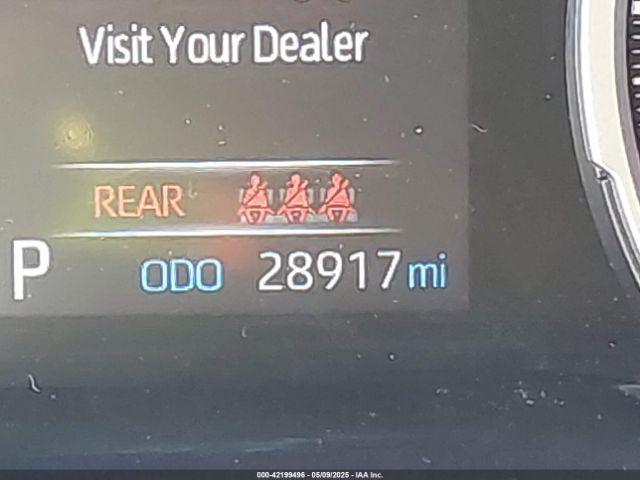 Visit Your Dealer
REAR
P ODO 28917 mi
000-42199496 - 05/09/2025 - IAA Inc.